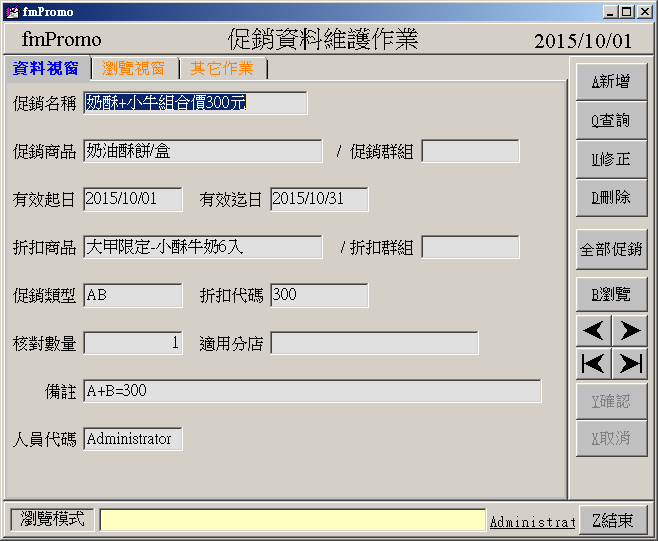 fmPromo
fmPromo 促銷資料維護作業 2015/10/01
資料視窗 瀏覽視窗 其它作業
促銷名稱 奶酥+小牛組合價300元
促銷商品 奶油酥餅/盒 / 促銷群組
有效起日 2015/10/01 有效迄日 2015/10/31
折扣商品 大甲限定-小酥牛奶6入 / 折扣群組
促銷類型 AB 折扣代碼 300
核對數量 1 適用分店
備註 A+B=300
人員代碼 Administrator
A新增
Q查詢
U修正
D刪除
全部促銷
B瀏覽
Y確認
X取消
瀏覽模式 Administrat Z結束